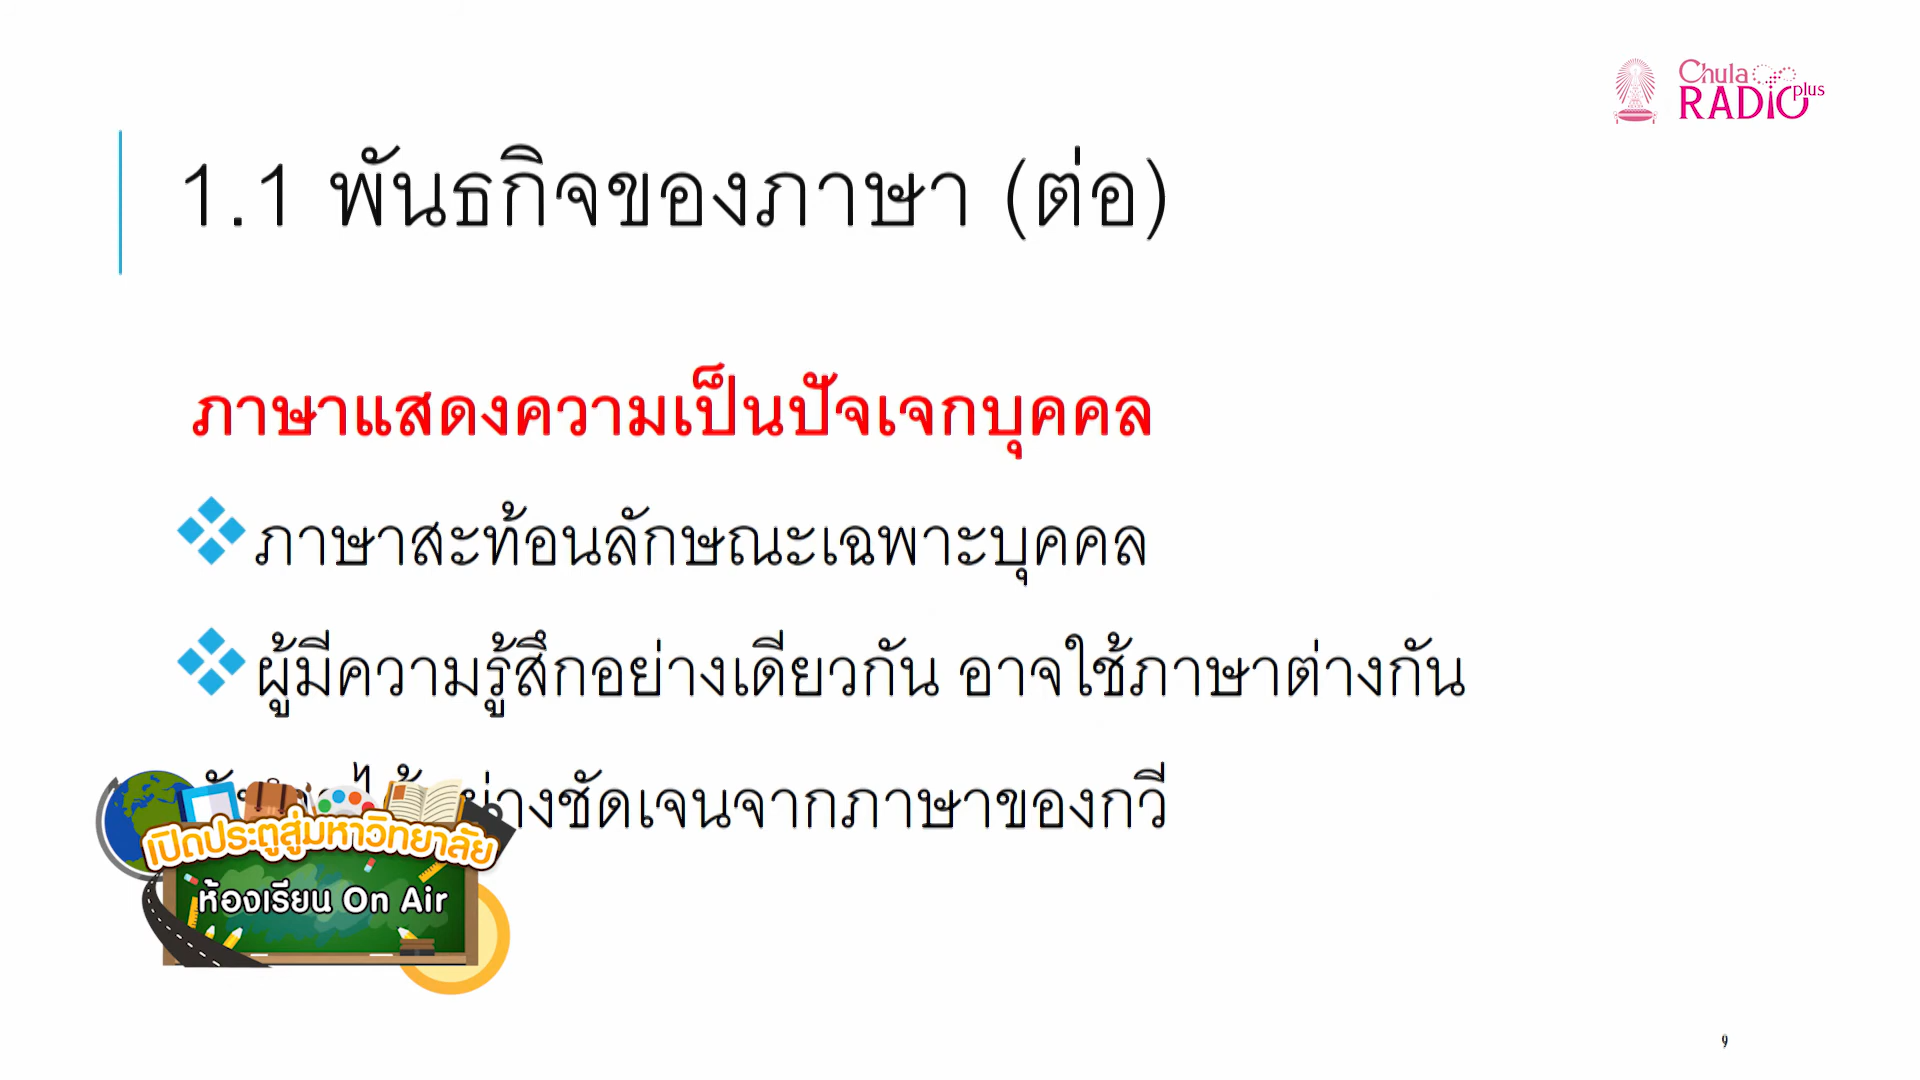 Chula
RADIO plus
1.1 พันธกิจของภาษา (ต่อ)
ภาษาแสดงความเป็นปัจเจกบุคคล
ภาษาสะท้อนลักษณะเฉพาะบุคคล
ผู้มีความรู้สึกอย่างเดียวกัน อาจใช้ภาษาต่างกัน
อย่างชัดเจนจากภาษาของกวี
เปิดประตูสู่มหาวิทยาลัย
ห้องเรียน On Air
9